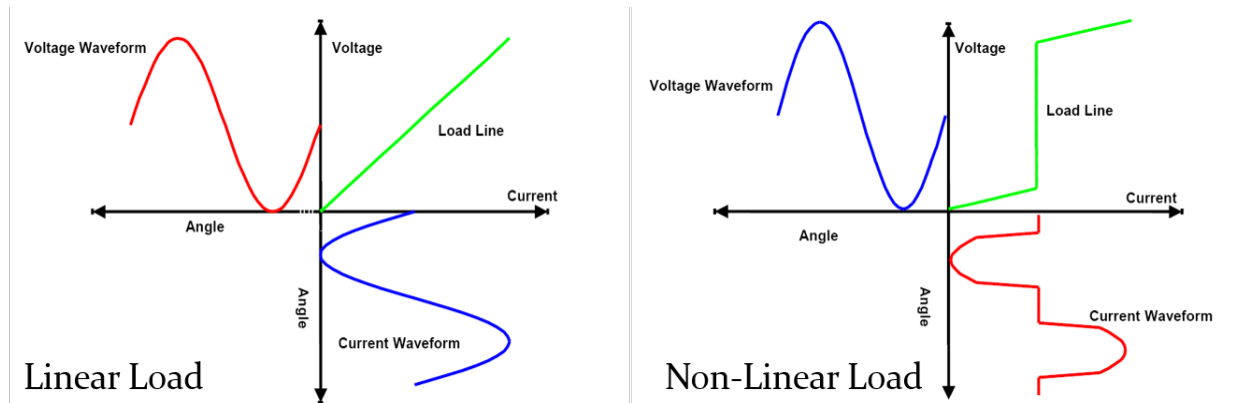 Voltage Waveform
Voltage
Load Line
Current
Angle
Angle
Current Waveform
Linear Load
Voltage
Voltage Waveform
Load Line
Current
Angle
Angle
Current Waveform
Non-Linear Load